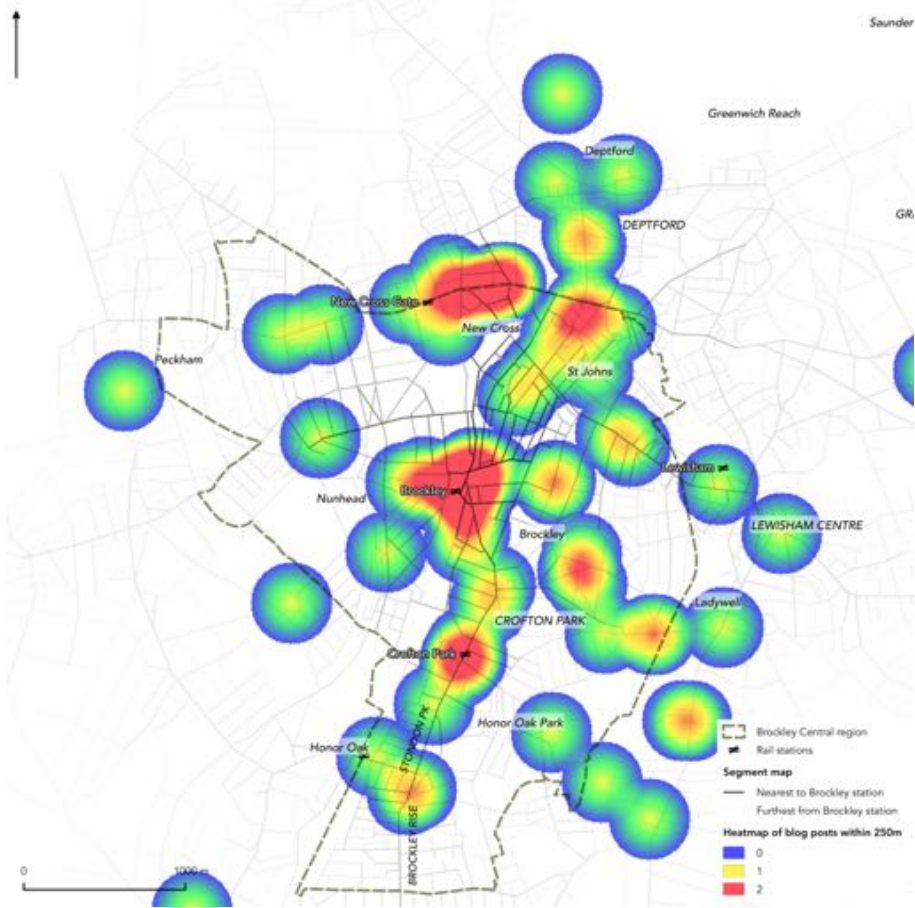 Saunder
Greenwich Reach
Deptford
GR
DEPTFORD
New Cross Gate
New Cross
Peckham
St Johns
Lewisham
Brockley
Nunhead
LEWISHAM CENTRE
Brockley
Ladywell
CROFTON PARK
Crofton Park
STONDON PK
Honor Oak Park
Honor Oak
BROCKLEY RISE
Brockley Central region
Rail stations
Segment map
Nearest to Brockley station
Furthest from Brockley station
Heatmap of blog posts within 250m
0
1
2
0 1000 m